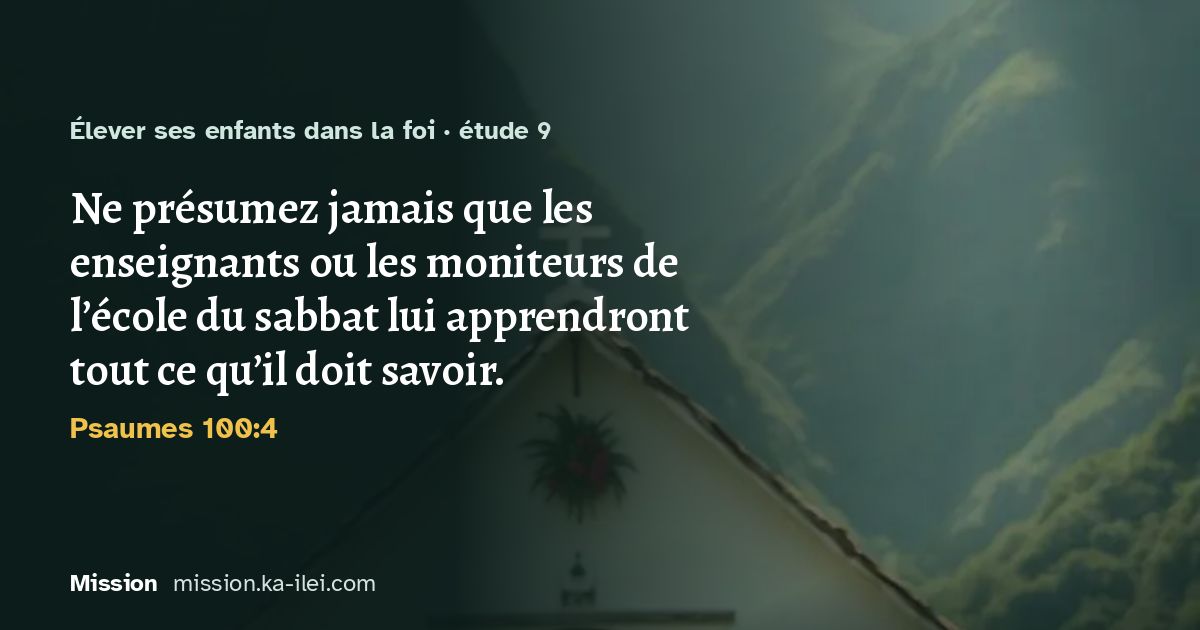 Élever ses enfants dans la foi · étude 9
Ne présumez jamais que les
enseignants ou les moniteurs de
l’école du sabbat lui apprendront
tout ce qu’il doit savoir.
Psaumes 100:4
Mission mission.ka-ilei.com